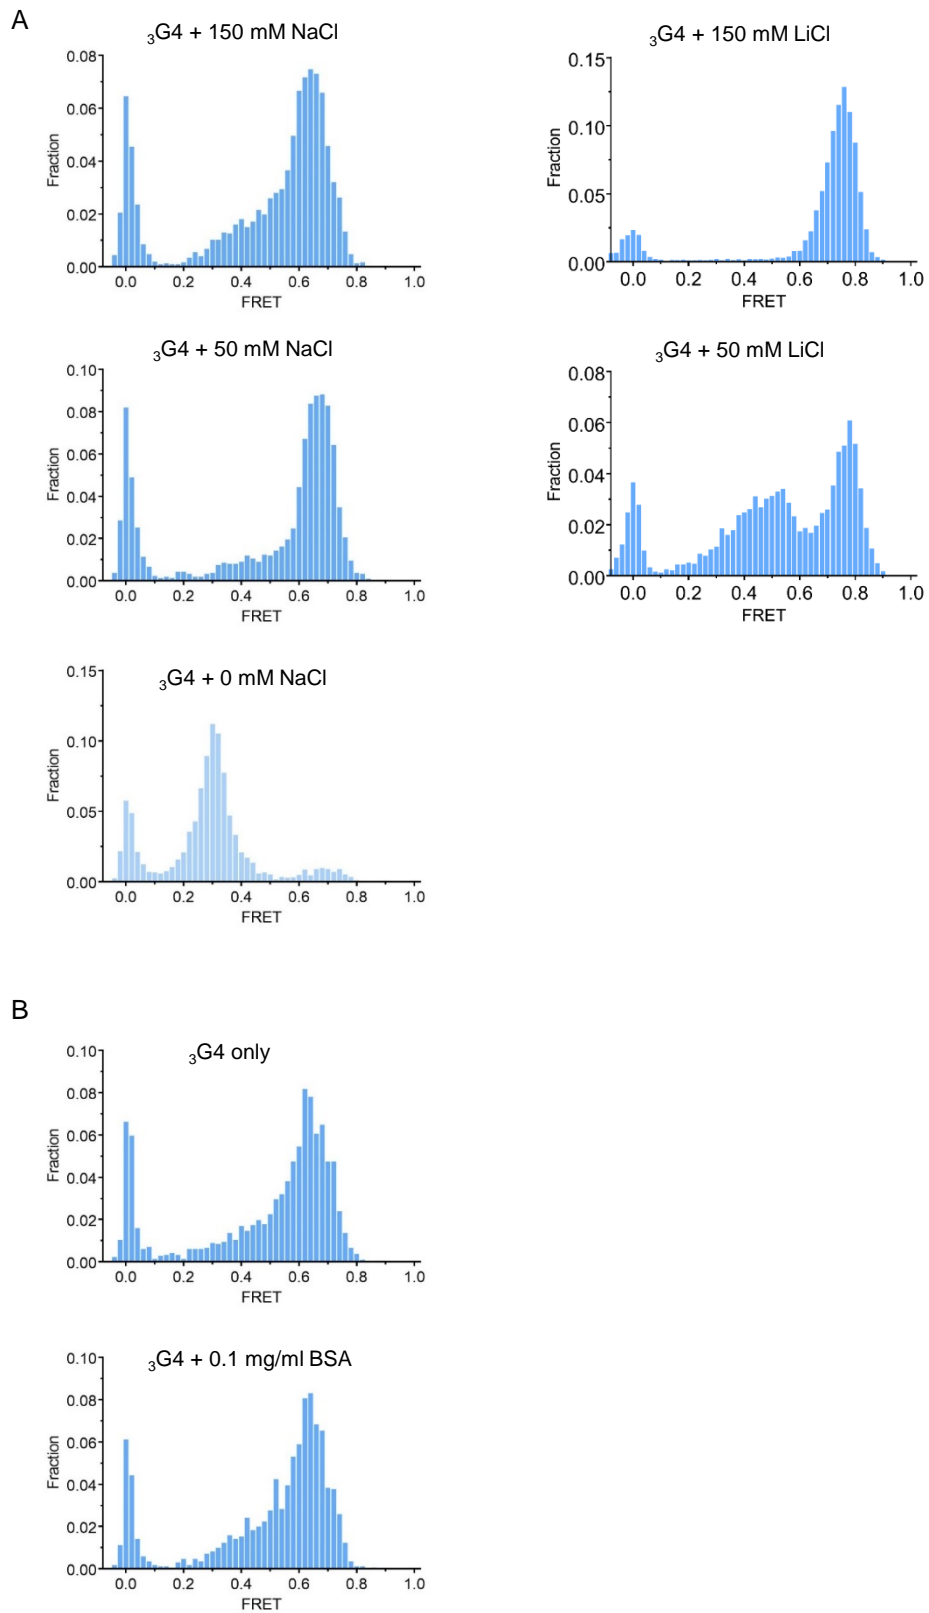 A
₃G4 + 150 mM NaCl
0.08
0.06
0.04
0.02
0.00
Fraction
0.0 0.2 0.4 0.6 0.8 1.0
FRET
₃G4 + 150 mM LiCl
0.15
0.10
0.05
0.00
Fraction
0.0 0.2 0.4 0.6 0.8 1.0
FRET
₃G4 + 50 mM NaCl
0.10
0.08
0.06
0.04
0.02
0.00
Fraction
0.0 0.2 0.4 0.6 0.8 1.0
FRET
₃G4 + 50 mM LiCl
0.08
0.06
0.04
0.02
0.00
Fraction
0.0 0.2 0.4 0.6 0.8 1.0
FRET
₃G4 + 0 mM NaCl
0.15
0.10
0.05
0.00
Fraction
0.0 0.2 0.4 0.6 0.8 1.0
FRET
B
₃G4 only
0.10
0.08
0.06
0.04
0.02
0.00
Fraction
0.0 0.2 0.4 0.6 0.8 1.0
FRET
₃G4 + 0.1 mg/ml BSA
0.10
0.08
0.06
0.04
0.02
0.00
Fraction
0.0 0.2 0.4 0.6 0.8 1.0
FRET